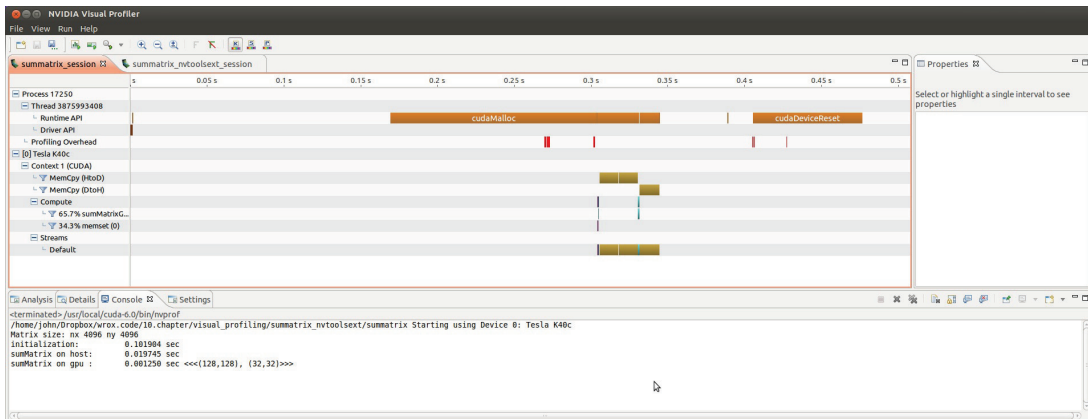 NVIDIA Visual Profiler
File View Run Help
summatrix_session summatrix_nvtoolsext_session
Properties
s 0.05 s 0.1 s 0.15 s 0.2 s 0.25 s 0.3 s 0.35 s 0.4 s 0.45 s 0.5 s
Select or highlight a single interval to see
properties
Process 17250
Thread 3875993408
Runtime API cudaMalloc cudaDeviceReset
Driver API
Profiling Overhead
[0] Tesla K40c
Context 1 (CUDA)
MemCpy (HtoD)
MemCpy (DtoH)
Compute
65.7% sumMatrixG...
34.3% memset (0)
Streams
Default
Analysis Details Console Settings
<terminated> /usr/local/cuda-6.0/bin/nvprof
/home/john/Dropbox/wrox.code/10.chapter/visual_profiling/summatrix_nvtoolsext/summatrix Starting using Device 0: Tesla K40c
Matrix size: nx 4096 ny 4096
initialization: 0.101904 sec
sumMatrix on host: 0.019745 sec
sumMatrix on gpu : 0.001250 sec <<<(128,128), (32,32)>>>